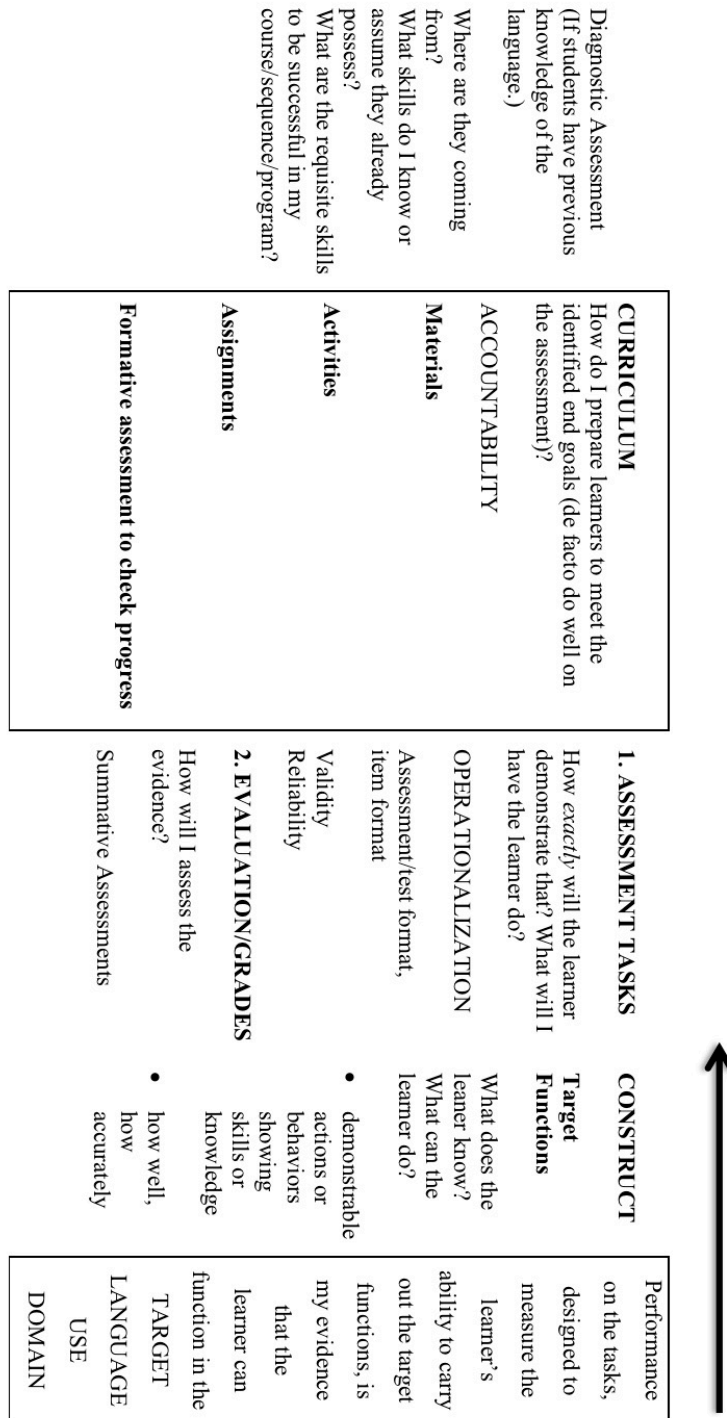 Diagnostic Assessment
(If students have previous
knowledge of the
language.)
Where are they coming
from?
What skills do I know or
assume they already
possess?
What are the requisite skills
to be successful in my
course/sequence/program?
CURRICULUM
How do I prepare learners to meet the
identified end goals (de facto do well on
the assessment)?
ACCOUNTABILITY
Materials
Activities
Assignments
Formative assessment to check progress
1. ASSESSMENT TASKS
How exactly will the learner
demonstrate that? What will I
have the learner do?
OPERATIONALIZATION
Assessment/test format,
item format
Validity
Reliability
2. EVALUATION/GRADES
How will I assess the
evidence?
Summative Assessments
CONSTRUCT
Target
Functions
What does the
leaner know?
What can the
learner do?
• demonstrable
actions or
behaviors
showing
skills or
knowledge
• how well,
how
accurately
Performance
on the tasks,
designed to
measure the
learner's
ability to carry
out the target
functions, is
my evidence
that the
learner can
function in the
TARGET
LANGUAGE
USE
DOMAIN